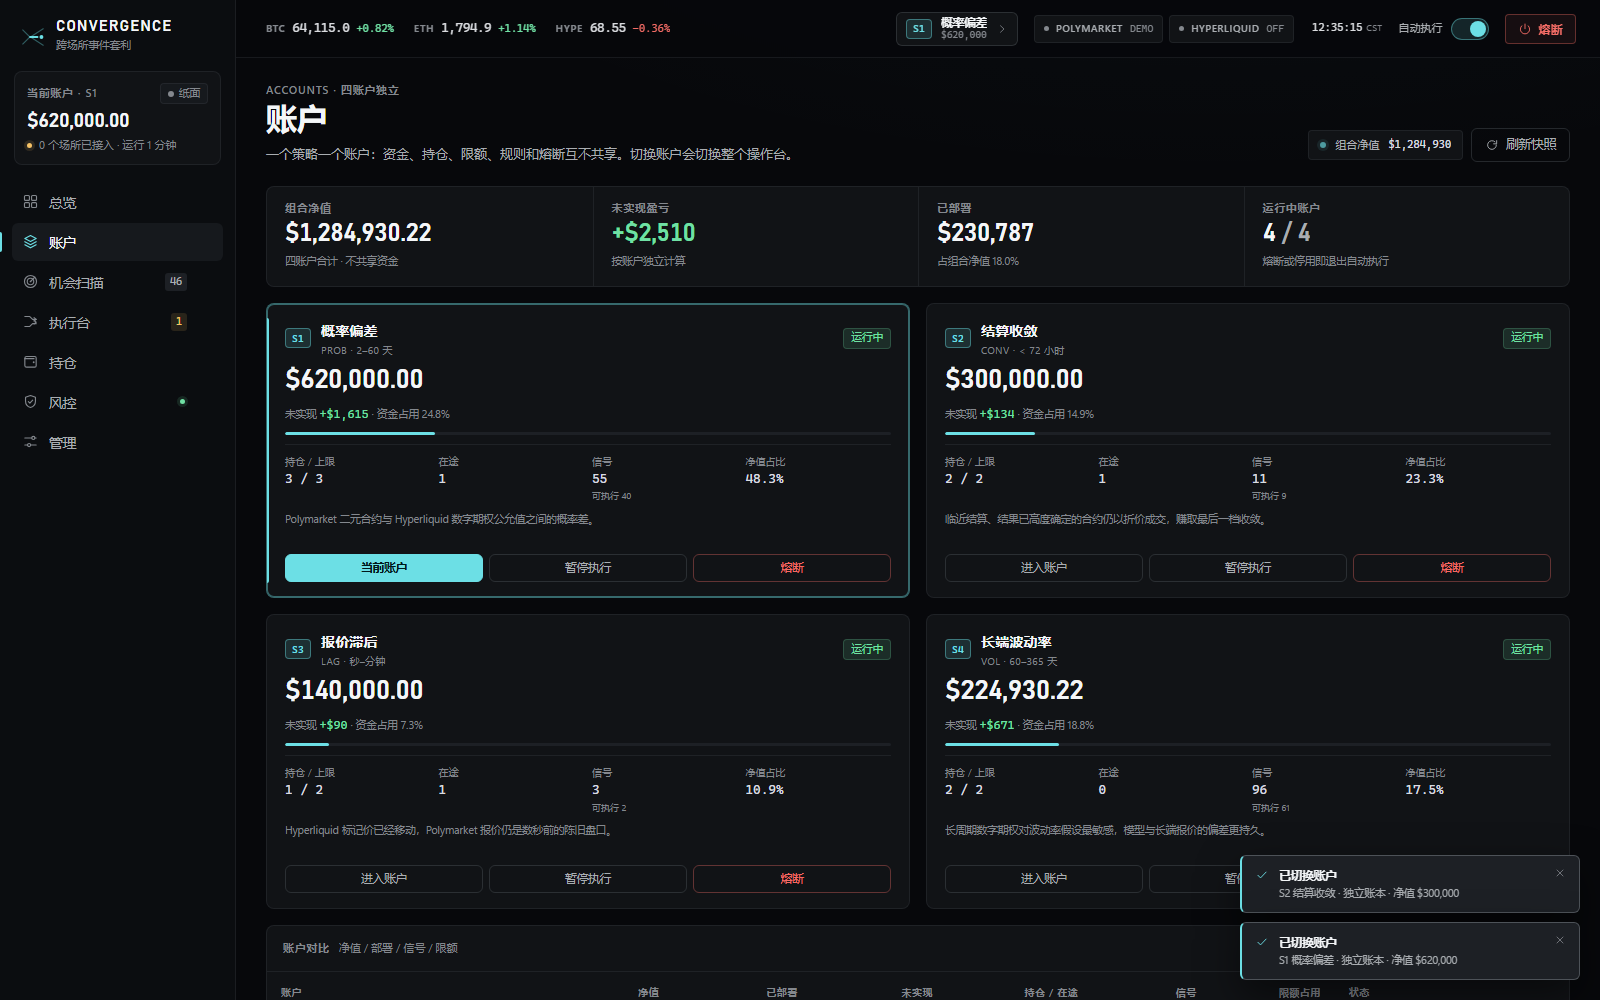 CONVERGENCE
跨场所事件套利
BTC 64,115.0 +0.82% ETH 1,794.9 +1.14% HYPE 68.55 −0.36%
S1 概率偏差 $620,000
POLYMARKET DEMO
HYPERLIQUID OFF
12:35:15 CST
自动执行
熔断
当前账户 · S1 纸面
$620,000.00
0 个场所已接入 · 运行 1 分钟
总览
账户
机会扫描 46
执行台 1
持仓
风控
管理
ACCOUNTS · 四账户独立
账户
一个策略一个账户：资金、持仓、限额、规则和熔断互不共享。切换账户会切换整个操作台。
组合净值 $1,284,930
刷新快照
组合净值
$1,284,930.22
四账户合计 · 不共享资金
未实现盈亏
+$2,510
按账户独立计算
已部署
$230,787
占组合净值 18.0%
运行中账户
4 / 4
熔断或停用即退出自动执行
S1 概率偏差 运行中
PROB · 2–60 天
$620,000.00
未实现 +$1,615 · 资金占用 24.8%
持仓 / 上限 在途 信号 净值占比
3 / 3 1 55 48.3%
可执行 40
Polymarket 二元合约与 Hyperliquid 数字期权公允值之间的概率差。
当前账户 暂停执行 熔断
S2 结算收敛 运行中
CONV · < 72 小时
$300,000.00
未实现 +$134 · 资金占用 14.9%
持仓 / 上限 在途 信号 净值占比
2 / 2 1 11 23.3%
可执行 9
临近结算、结果已高度确定的合约仍以折价成交，赚取最后一档收敛。
进入账户 暂停执行 熔断
S3 报价滞后 运行中
LAG · 秒–分钟
$140,000.00
未实现 +$90 · 资金占用 7.3%
持仓 / 上限 在途 信号 净值占比
1 / 2 1 3 10.9%
可执行 2
Hyperliquid 标记价已经移动，Polymarket 报价仍是数秒前的陈旧盘口。
进入账户 暂停执行 熔断
S4 长端波动率 运行中
VOL · 60–365 天
$224,930.22
未实现 +$671 · 资金占用 18.8%
持仓 / 上限 在途 信号 净值占比
2 / 2 0 96 17.5%
可执行 61
长周期数字期权对波动率假设最敏感，模型与长端报价的偏差更持久。
进入账户 暂
已切换账户
S2 结算收敛 · 独立账本 · 净值 $300,000
已切换账户
S1 概率偏差 · 独立账本 · 净值 $620,000
账户对比 净值 / 部署 / 信号 / 限额
账户 净值 已部署 未实现 持仓 / 在途 信号 限额占用 状态